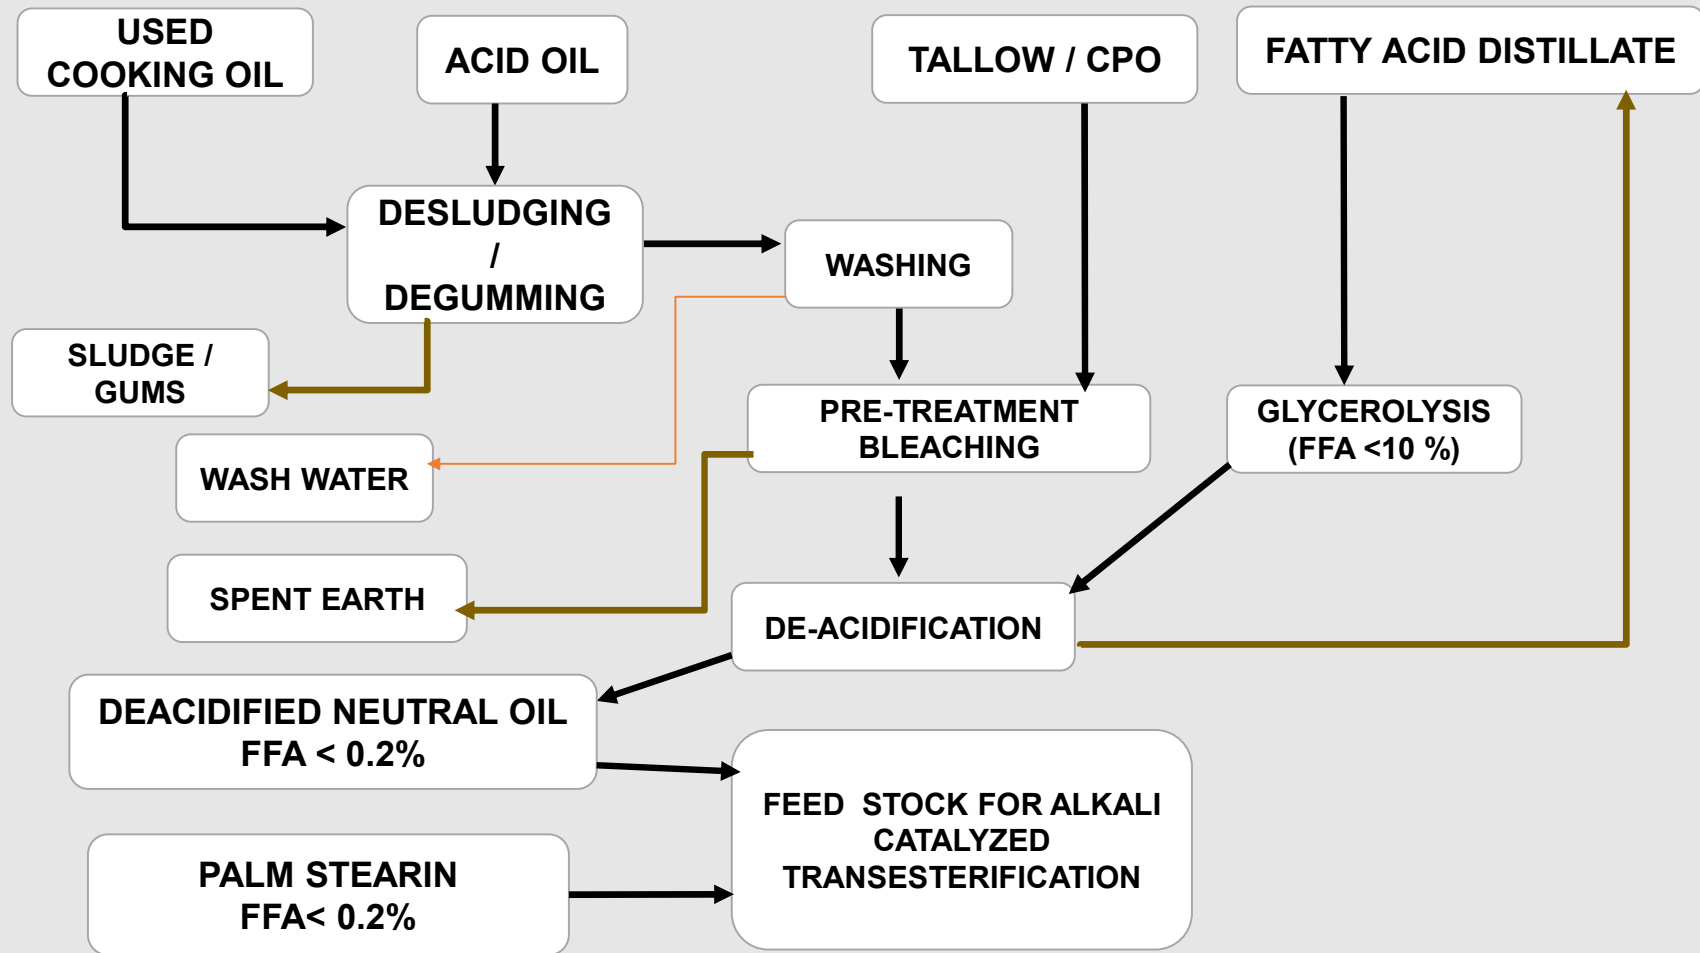 USED
COOKING OIL
ACID OIL
TALLOW / CPO
FATTY ACID DISTILLATE
DESLUDGING
/
DEGUMMING
WASHING
SLUDGE /
GUMS
PRE-TREATMENT
BLEACHING
GLYCEROLYSIS
(FFA <10 %)
WASH WATER
SPENT EARTH
DE-ACIDIFICATION
DEACIDIFIED NEUTRAL OIL
FFA < 0.2%
FEED STOCK FOR ALKALI
CATALYZED
TRANSESTERIFICATION
PALM STEARIN
FFA< 0.2%